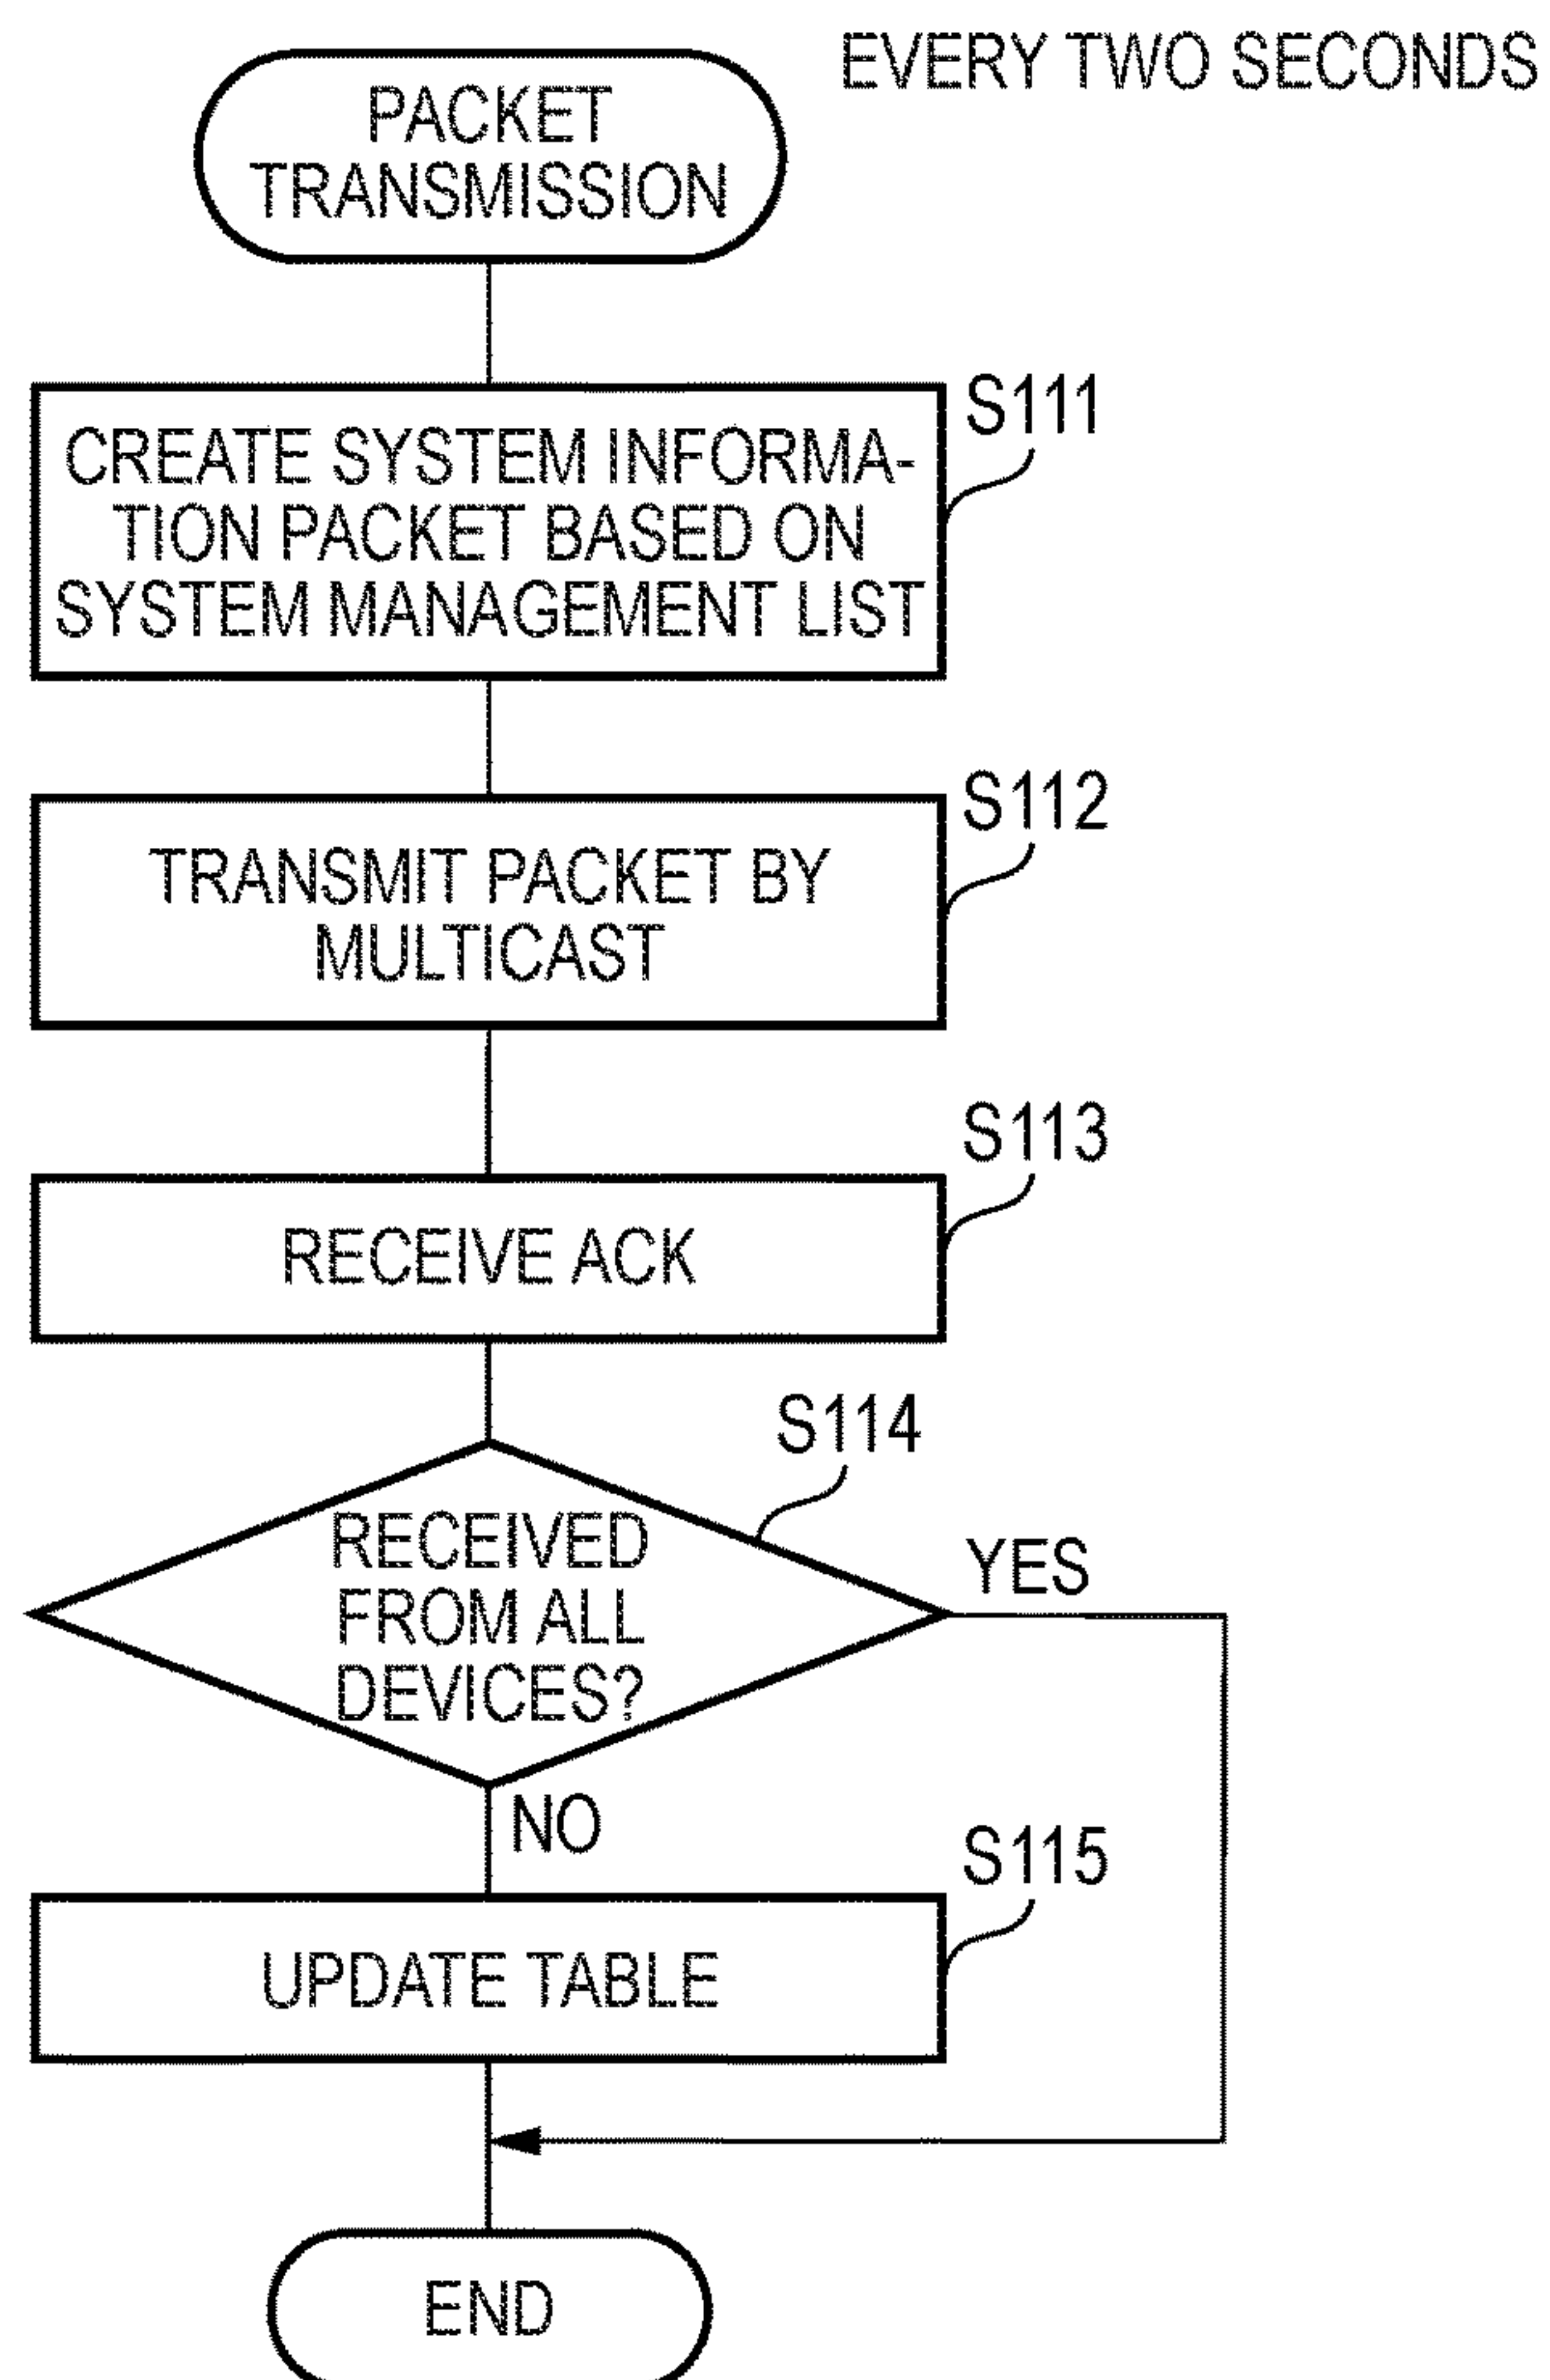 EVERY TWO SECONDS
PACKET
TRANSMISSION
S111
CREATE SYSTEM INFORMA-
TION PACKET BASED ON
SYSTEM MANAGEMENT LIST
S112
TRANSMIT PACKET BY
MULTICAST
S113
RECEIVE ACK
S114
RECEIVED
FROM ALL
DEVICES?
YES
NO
S115
UPDATE TABLE
END